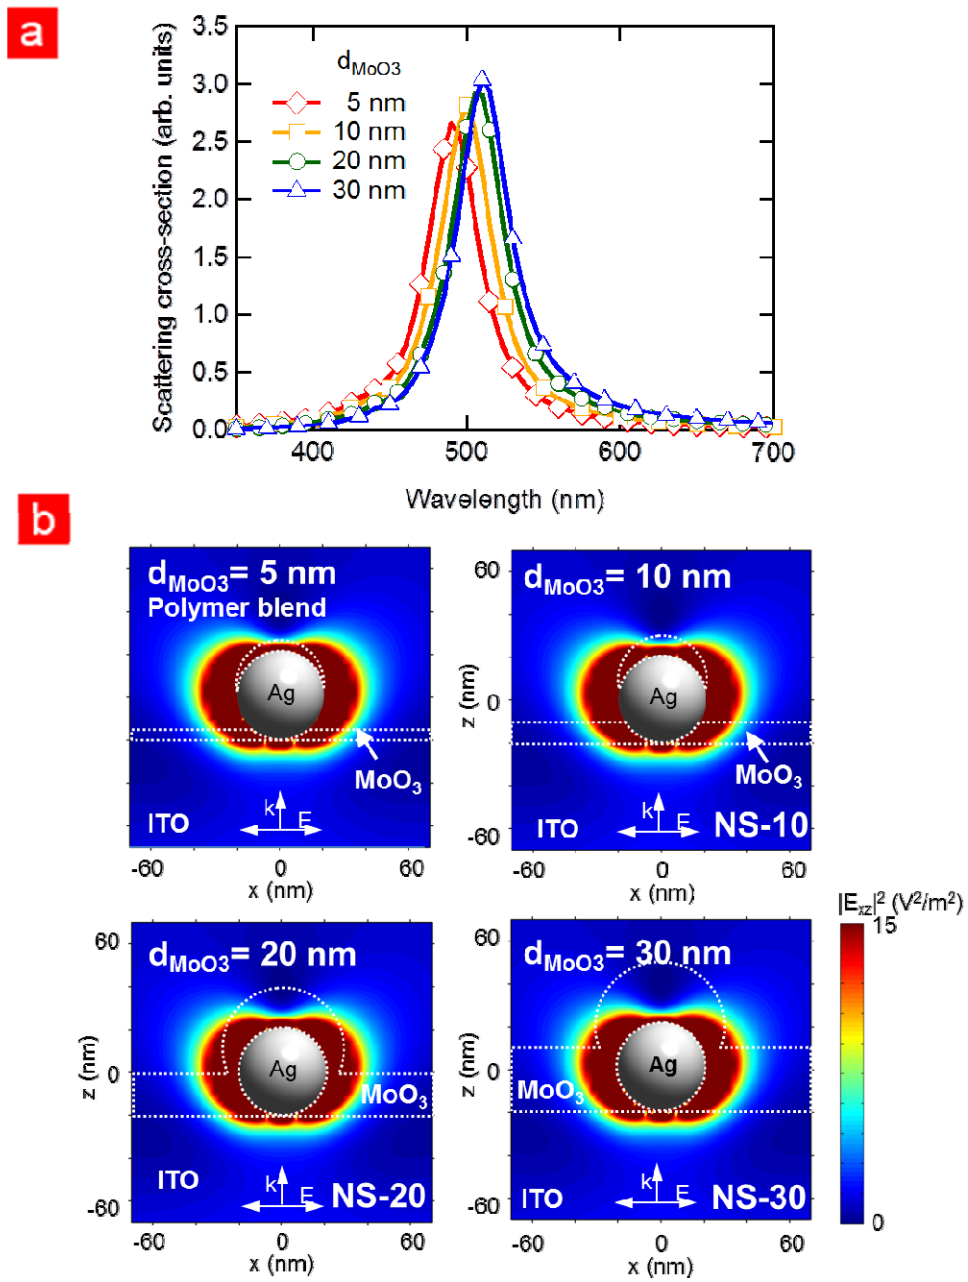 a
3.5
3.0
2.5
2.0
1.5
1.0
0.5
0.0
Scattering cross-section (arb. units)
dMoO3
5 nm
10 nm
20 nm
30 nm
400
500
600
700
Wavelength (nm)
b
dMoO3= 5 nm
Polymer blend
Ag
MoO3
ITO
k
E
-60
0
60
x (nm)
60
0
-60
z (nm)
dMoO3= 10 nm
Ag
MoO3
ITO
k
E
NS-10
-60
0
60
x (nm)
60
0
-60
z (nm)
dMoO3= 20 nm
Ag
MoO3
ITO
k
E
NS-20
-60
0
60
x (nm)
60
0
-60
z (nm)
dMoO3= 30 nm
Ag
MoO3
ITO
k
E
NS-30
-60
0
60
x (nm)
|Exz|² (V²/m²)
15
0